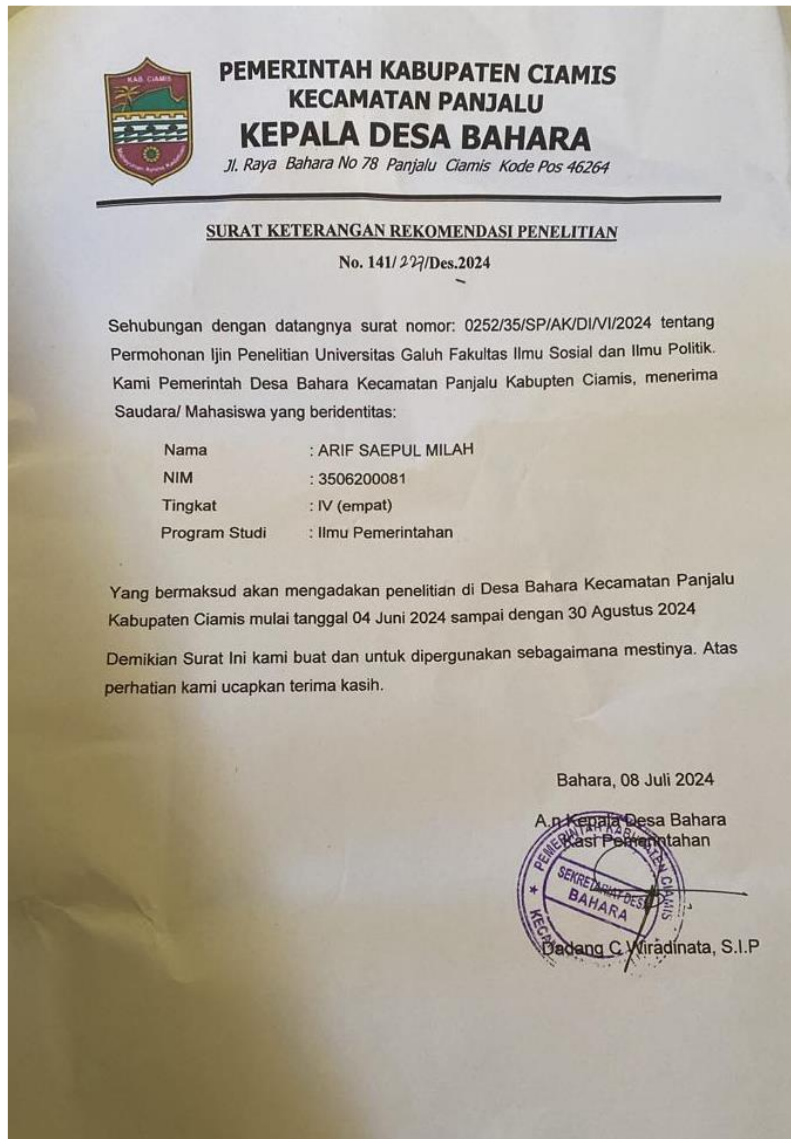 KAB. CIAMIS
PEMERINTAH KABUPATEN CIAMIS
KECAMATAN PANJALU
KEPALA DESA BAHARA
Jl. Raya Bahara No 78 Panjalu Ciamis Kode Pos 46264
SURAT KETERANGAN REKOMENDASI PENELITIAN
No. 141/227/Des.2024
Sehubungan dengan datangnya surat nomor: 0252/35/SP/AK/DI/VI/2024 tentang
Permohonan Ijin Penelitian Universitas Galuh Fakultas Ilmu Sosial dan Ilmu Politik.
Kami Pemerintah Desa Bahara Kecamatan Panjalu Kabupten Ciamis, menerima
Saudara/ Mahasiswa yang beridentitas:
Nama : ARIF SAEPUL MILAH
NIM : 3506200081
Tingkat : IV (empat)
Program Studi : Ilmu Pemerintahan
Yang bermaksud akan mengadakan penelitian di Desa Bahara Kecamatan Panjalu
Kabupaten Ciamis mulai tanggal 04 Juni 2024 sampai dengan 30 Agustus 2024
Demikian Surat Ini kami buat dan untuk dipergunakan sebagaimana mestinya. Atas
perhatian kami ucapkan terima kasih.
Bahara, 08 Juli 2024
A.n Kepala Desa Bahara
Kasi Pemerintahan
PEMERINTAH KABUPATEN CIAMIS
SEKRETARIAT DESA
BAHARA
Dadang C Wiradinata, S.I.P